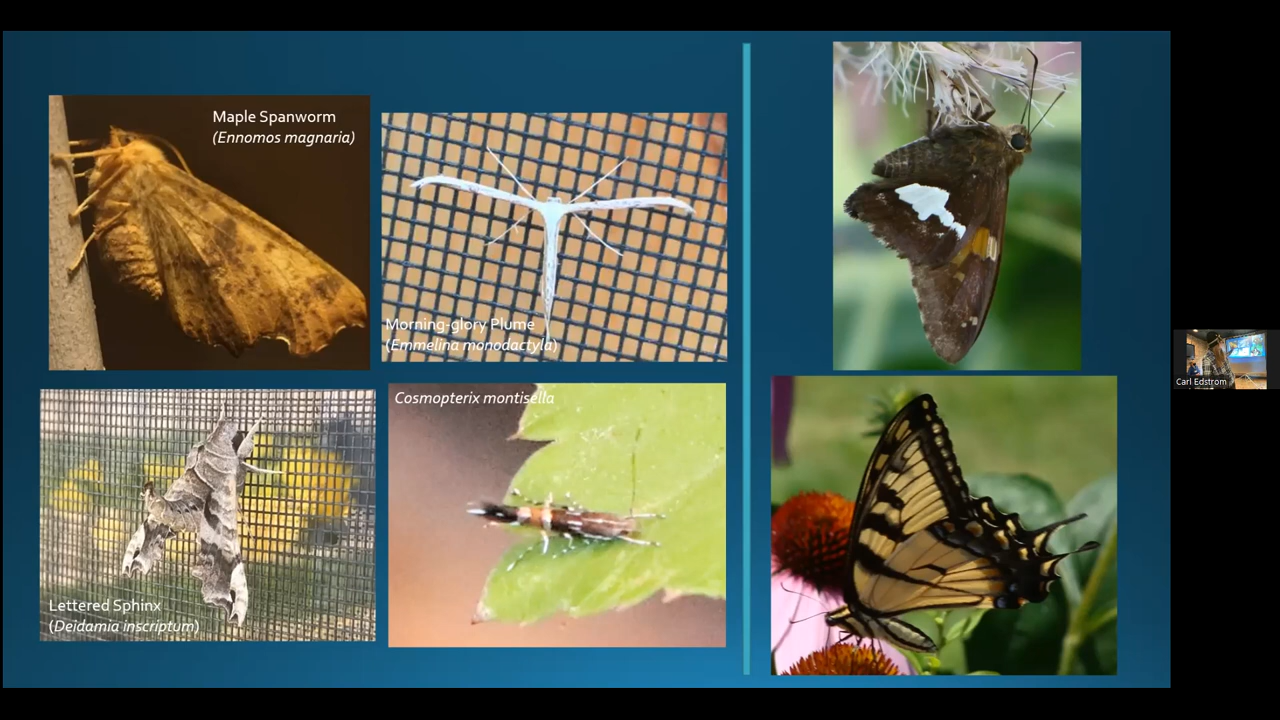 Maple Spanworm
(Ennomos magnaria)
Morning-glory Plume
(Emmelina monodactyla)
Cosmopterix montisella
Lettered Sphinx
(Deidamia inscriptum)
Carl Edstrom